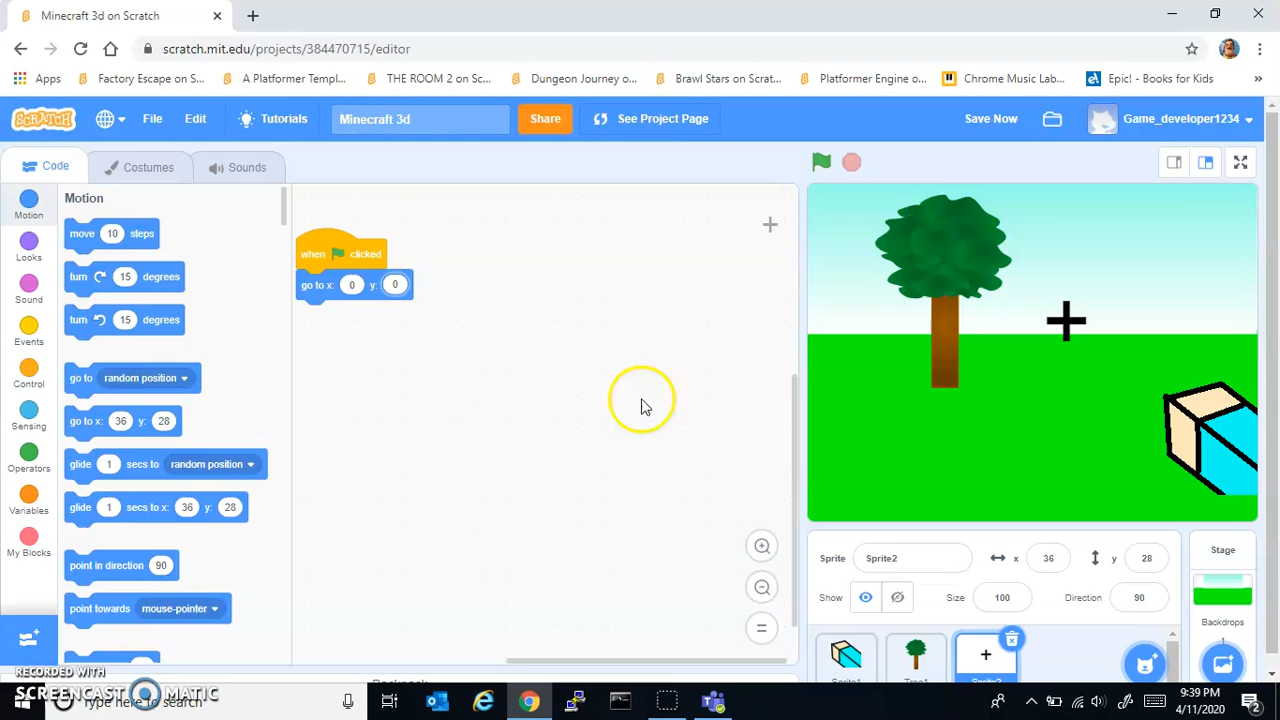 Minecraft 3d on Scratch
scratch.mit.edu/projects/384470715/editor
Apps Factory Escape on S... A Platformer Templ... THE ROOM 2 on Sc... Dungeon Journey o... Brawl Stars on Scrat... Platformer Engine o... Chrome Music Lab... Epic! - Books for Kids »
SCRATCH File Edit Tutorials Minecraft 3d Share See Project Page Save Now Game_developer1234
Code Costumes Sounds
Motion
Looks
Sound
Events
Control
Sensing
Operators
Variables
My Blocks
Motion
move 10 steps
turn 15 degrees
turn 15 degrees
go to random position
go to x: 36 y: 28
glide 1 secs to random position
glide 1 secs to x: 36 y: 28
point in direction 90
point towards mouse-pointer
when clicked
go to x: 0 y: 0
Sprite Sprite2 x 36 y 28
Show Size 100 Direction 90
Stage
Backdrops
1
RECORDED WITH
SCREENCAST MATIC
Type here to search
9:39 PM
4/11/2020
2